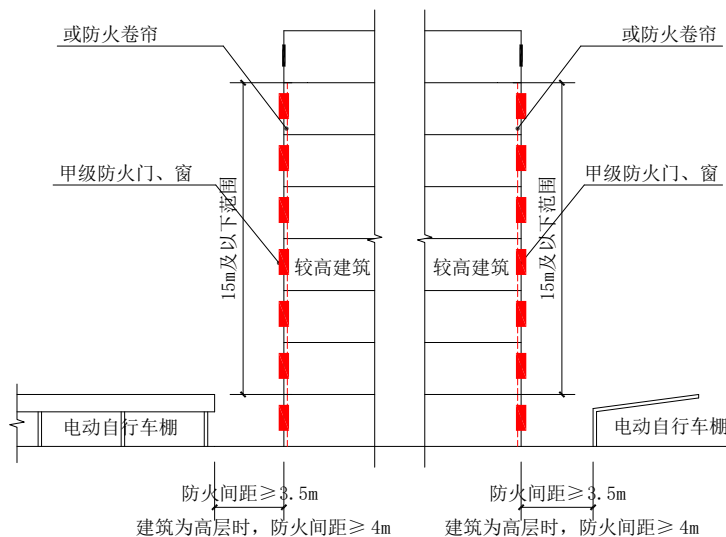 或防火卷帘
或防火卷帘
甲级防火门、窗
甲级防火门、窗
15m及以下范围
15m及以下范围
较高建筑
较高建筑
电动自行车棚
电动自行车棚
防火间距≥3.5m
防火间距≥3.5m
建筑为高层时，防火间距≥4m
建筑为高层时，防火间距≥4m